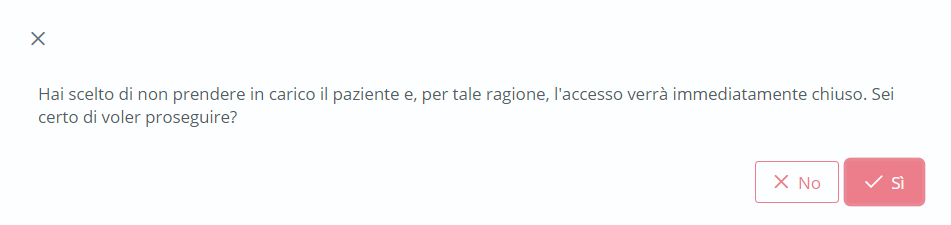 Hai scelto di non prendere in carico il paziente e, per tale ragione, l'accesso verrà immediatamente chiuso. Sei
certo di voler proseguire?
No
Sì